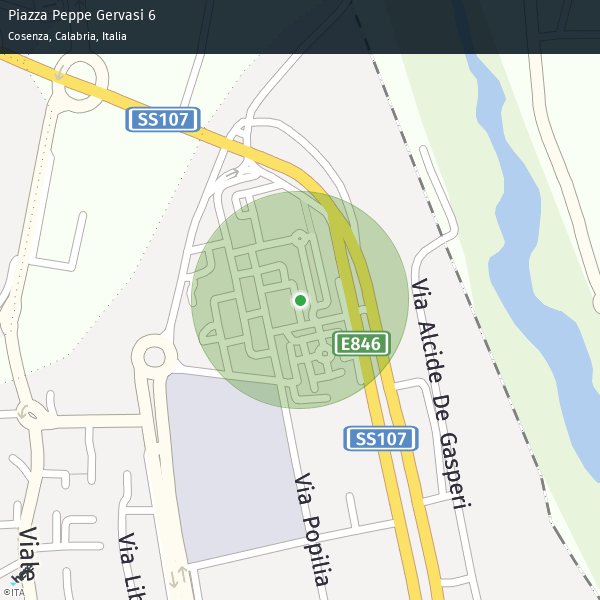 Piazza Peppe Gervasi 6
Cosenza, Calabria, Italia
SS107
E846
SS107
Via Alcide De Gasperi
Via Popilia
Via Lib
Viale
©ITA